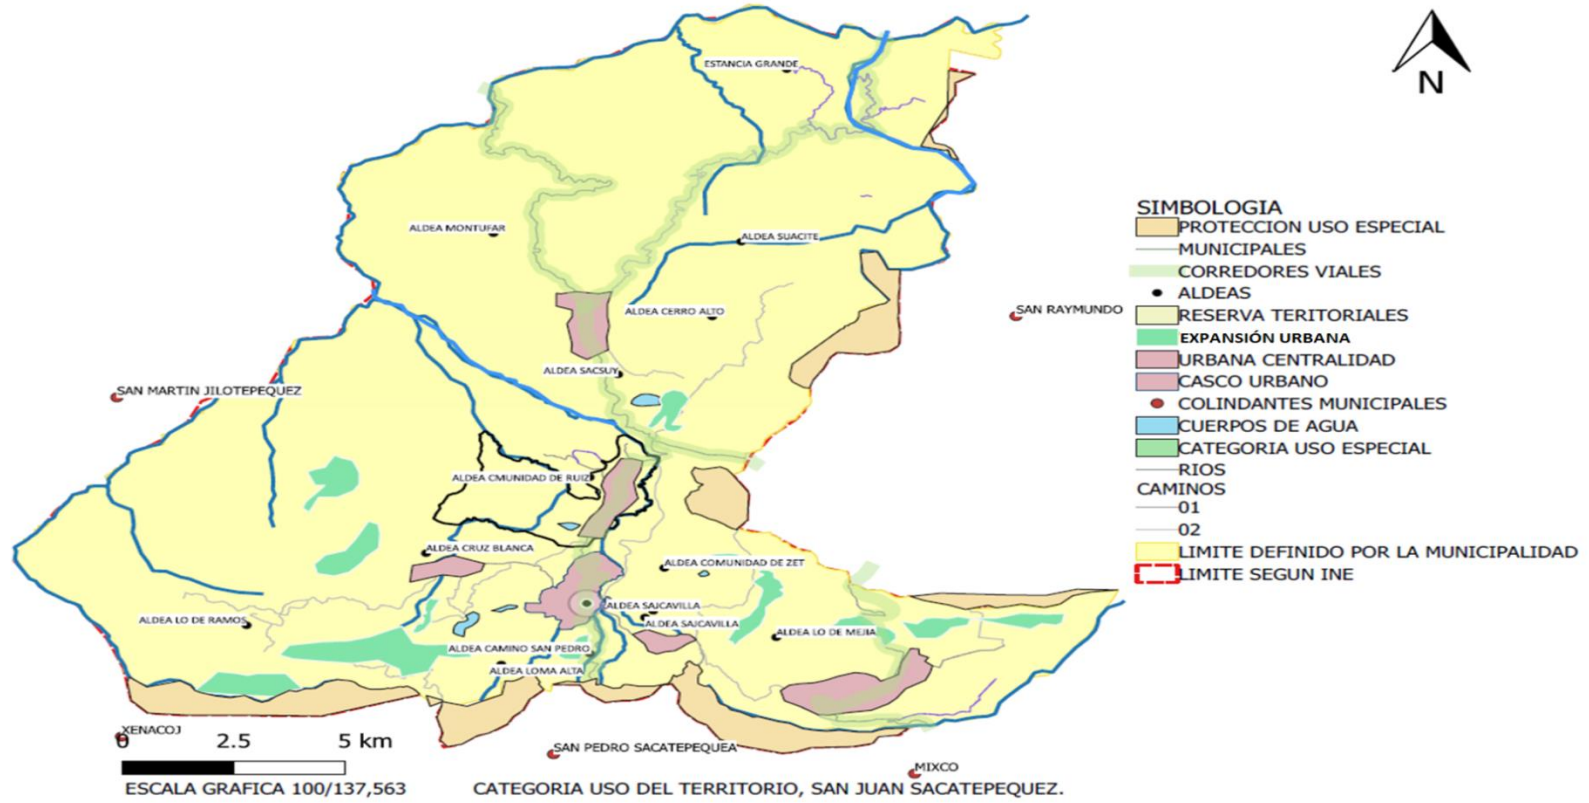 ESTANCIA GRANDE
N
ALDEA MONTUFAR
ALDEA SUACITE
ALDEA CERRO ALTO
SAN RAYMUNDO
ALDEA SACSUY
SAN MARTIN JILOTEPEQUEZ
ALDEA CMUNIDAD DE RUIZ
ALDEA CRUZ BLANCA
ALDEA COMUNIDAD DE ZET
ALDEA SAJCAVILLA
ALDEA SAJCAVILLA
ALDEA LO DE RAMOS
ALDEA LO DE MEJIA
ALDEA CAMINO SAN PEDRO
ALDEA LOMA ALTA
XENACOJ
SAN PEDRO SACATEPEQUEA
MIXCO
SIMBOLOGIA
PROTECCION USO ESPECIAL
MUNICIPALES
CORREDORES VIALES
ALDEAS
RESERVA TERITORIALES
EXPANSIÓN URBANA
URBANA CENTRALIDAD
CASCO URBANO
COLINDANTES MUNICIPALES
CUERPOS DE AGUA
CATEGORIA USO ESPECIAL
RIOS
CAMINOS
01
02
LIMITE DEFINIDO POR LA MUNICIPALIDAD
LIMITE SEGUN INE
0 2.5 5 km
ESCALA GRAFICA 100/137,563
CATEGORIA USO DEL TERRITORIO, SAN JUAN SACATEPEQUEZ.